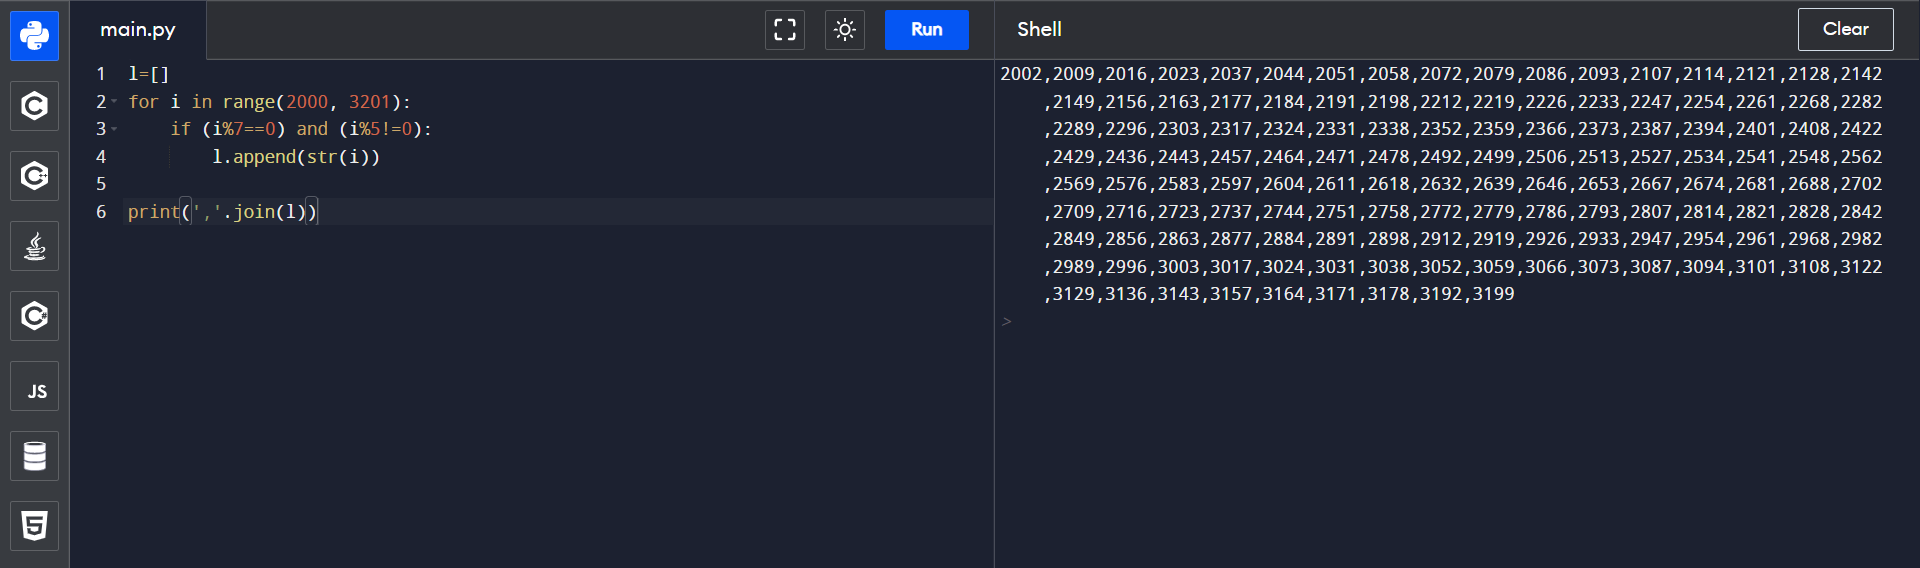 main.py
Run
Shell
Clear
1 l=[]
2 for i in range(2000, 3201):
3     if (i%7==0) and (i%5!=0):
4         l.append(str(i))
5
6 print(','.join(l))
2002,2009,2016,2023,2037,2044,2051,2058,2072,2079,2086,2093,2107,2114,2121,2128,2142
,2149,2156,2163,2177,2184,2191,2198,2212,2219,2226,2233,2247,2254,2261,2268,2282
,2289,2296,2303,2317,2324,2331,2338,2352,2359,2366,2373,2387,2394,2401,2408,2422
,2429,2436,2443,2457,2464,2471,2478,2492,2499,2506,2513,2527,2534,2541,2548,2562
,2569,2576,2583,2597,2604,2611,2618,2632,2639,2646,2653,2667,2674,2681,2688,2702
,2709,2716,2723,2737,2744,2751,2758,2772,2779,2786,2793,2807,2814,2821,2828,2842
,2849,2856,2863,2877,2884,2891,2898,2912,2919,2926,2933,2947,2954,2961,2968,2982
,2989,2996,3003,3017,3024,3031,3038,3052,3059,3066,3073,3087,3094,3101,3108,3122
,3129,3136,3143,3157,3164,3171,3178,3192,3199
>
C
C++
C#
JS
5